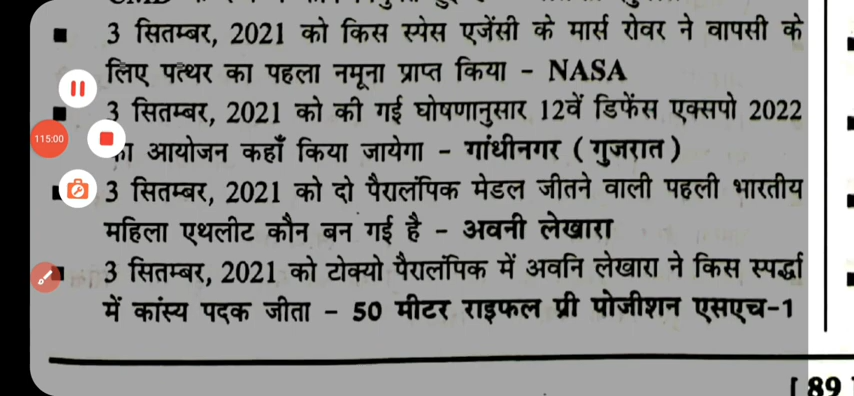 3 सितम्बर, 2021 को किस स्पेस एजेंसी के मार्स रोवर ने वापसी के
लिए पत्थर का पहला नमूना प्राप्त किया - NASA
3 सितम्बर, 2021 को की गई घोषणानुसार 12वें डिफेंस एक्सपो 2022
115:00
का आयोजन कहाँ किया जायेगा - गांधीनगर ( गुजरात )
3 सितम्बर, 2021 को दो पैरालंपिक मेडल जीतने वाली पहली भारतीय
महिला एथलीट कौन बन गई है - अवनी लेखारा
3 सितम्बर, 2021 को टोक्यो पैरालंपिक में अवनि लेखारा ने किस स्पर्द्धा
में कांस्य पदक जीता - 50 मीटर राइफल प्री पोजीशन एसएच-1
[ 89